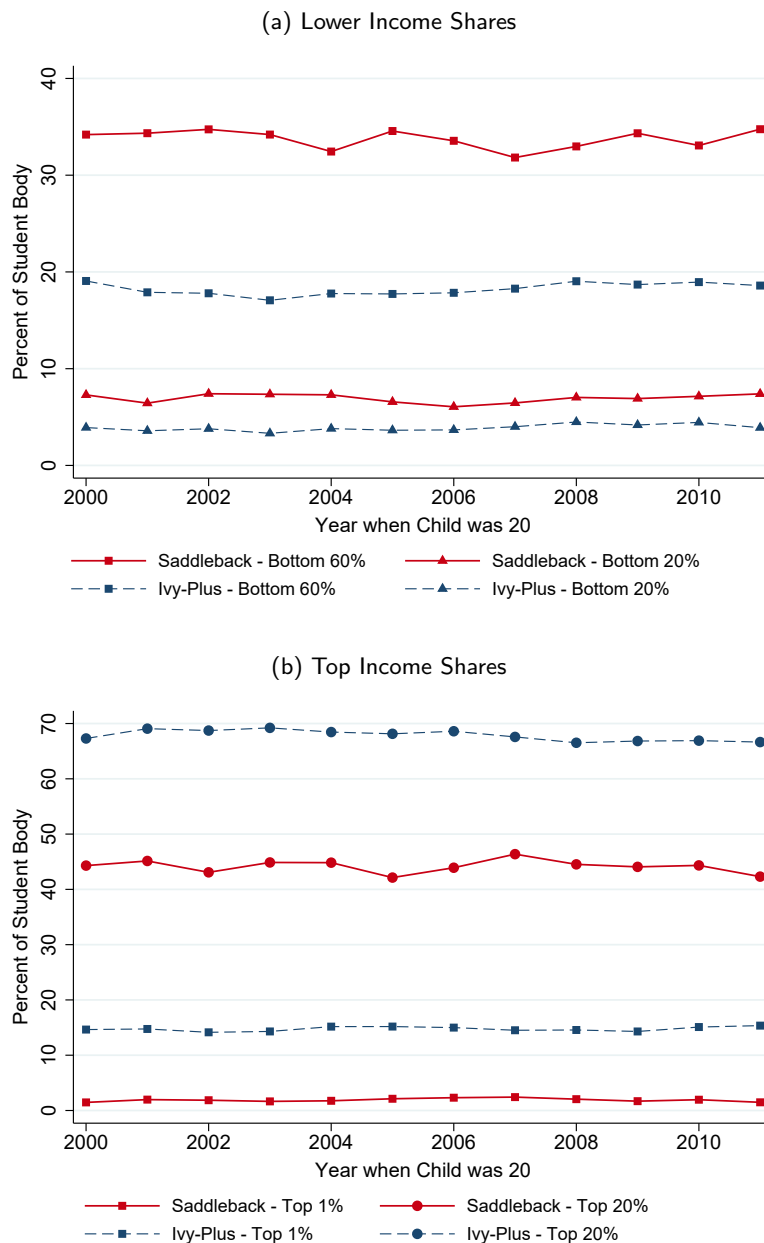 (a) Lower Income Shares
Percent of Student Body
40
30
20
10
0
2000 2002 2004 2006 2008 2010
Year when Child was 20
Saddleback - Bottom 60% Saddleback - Bottom 20%
Ivy-Plus - Bottom 60% Ivy-Plus - Bottom 20%
(b) Top Income Shares
Percent of Student Body
70
60
50
40
30
20
10
0
2000 2002 2004 2006 2008 2010
Year when Child was 20
Saddleback - Top 1% Saddleback - Top 20%
Ivy-Plus - Top 1% Ivy-Plus - Top 20%